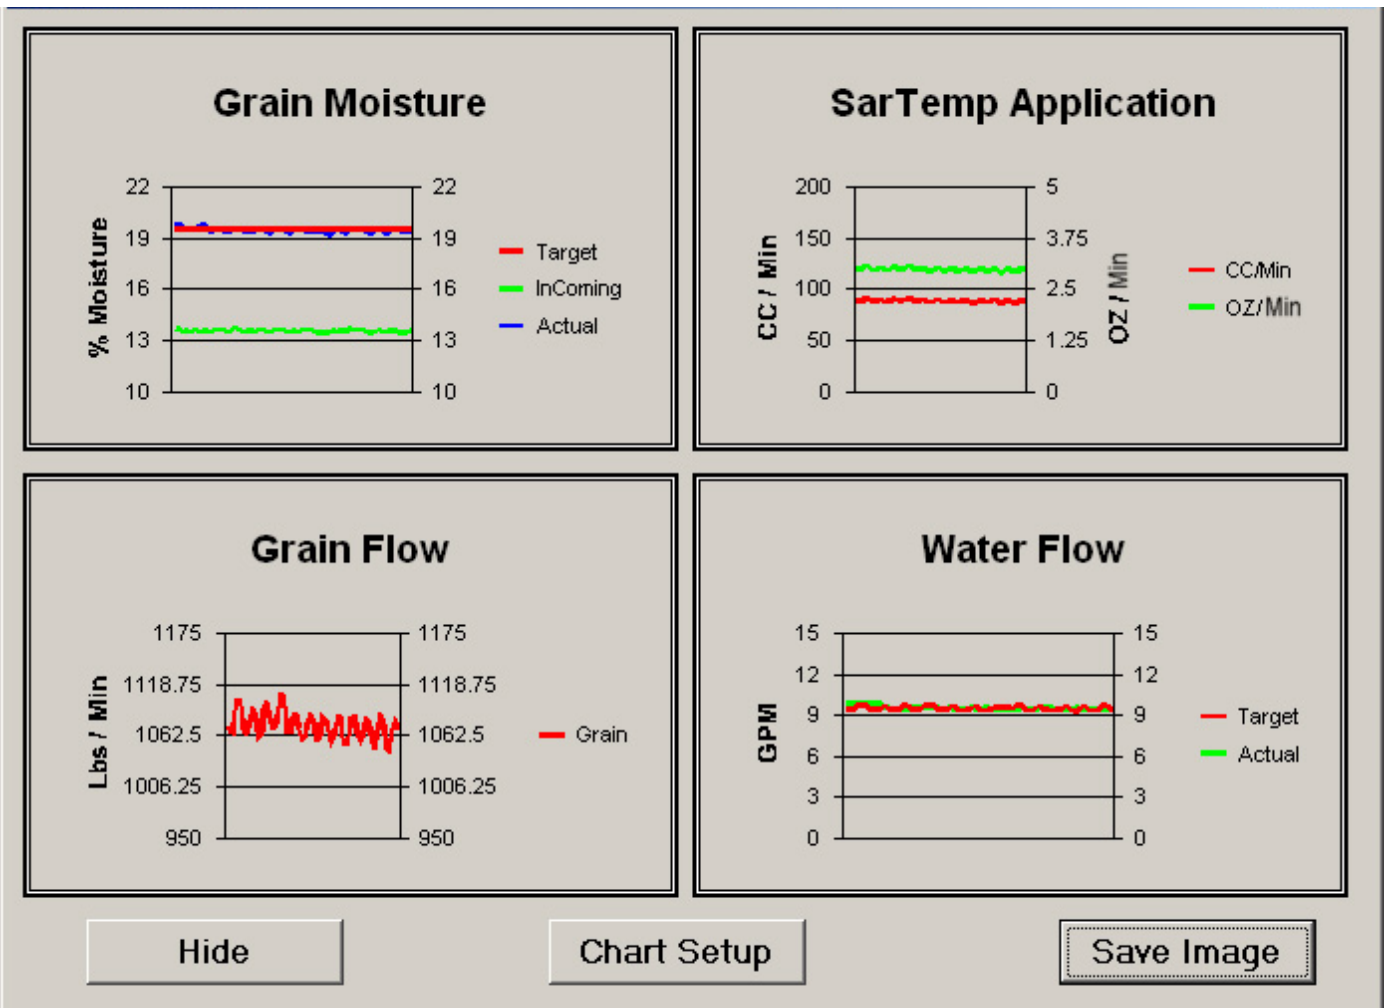 Grain Moisture
22 22
19 19
16 16
13 13
10 10
% Moisture
Target
InComing
Actual
SarTemp Application
200 5
150 3.75
100 2.5
50 1.25
0 0
CC / Min
OZ / Min
CC/Min
OZ/Min
Grain Flow
1175 1175
1118.75 1118.75
1062.5 1062.5
1006.25 1006.25
950 950
Lbs / Min
Grain
Water Flow
15 15
12 12
9 9
6 6
3 3
0 0
GPM
Target
Actual
Hide
Chart Setup
Save Image